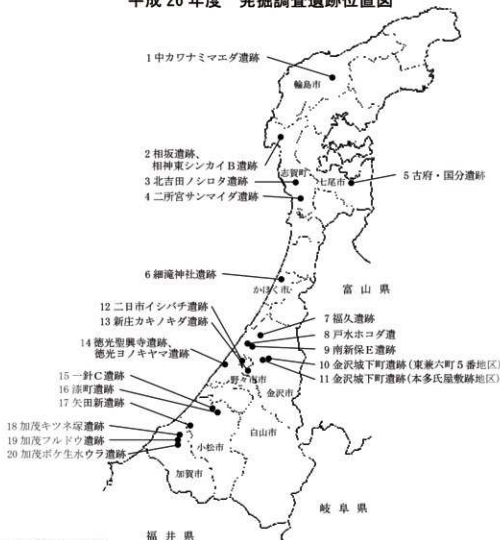 平成26年度 発掘調査遺跡位置図
1 中カワナミマエダ遺跡
輪島市
2 相坂遺跡、
相神東シンカイB遺跡
志賀町
3 北吉田ノシロタ遺跡
七尾市
5 古府・国分遺跡
4 二所宮サンマイダ遺跡
6 細滝神社遺跡
かほく市
富山県
12 二日市イシバチ遺跡
13 新庄カキノキダ遺跡
7 福久遺跡
8 戸水ホコダ遺
14 徳光聖興寺遺跡、
徳光ヨノキヤマ遺跡
9 南新保E遺跡
10 金沢城下町遺跡(東兼六町5番地区)
11 金沢城下町遺跡(本多氏屋敷跡地区)
野々市市
金沢市
15 一針C遺跡
16 漆町遺跡
17 矢田新遺跡
18 加茂キツネ塚遺跡
19 加茂フルドウ遺跡
20 加茂ボケ生水ウラ遺跡
白山市
小松市
加賀市
岐阜県
福井県